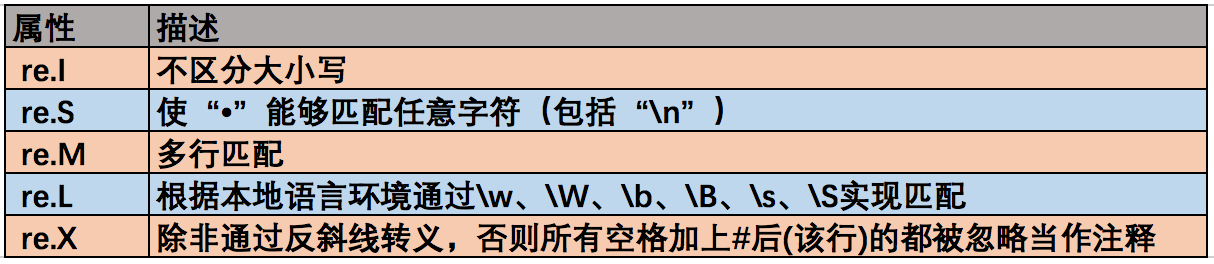 属性 描述
re.I 不区分大小写
re.S 使“•”能够匹配任意字符（包括“\n”）
re.M 多行匹配
re.L 根据本地语言环境通过\w、\W、\b、\B、\s、\S实现匹配
re.X 除非通过反斜线转义，否则所有空格加上#后(该行)的都被忽略当作注释